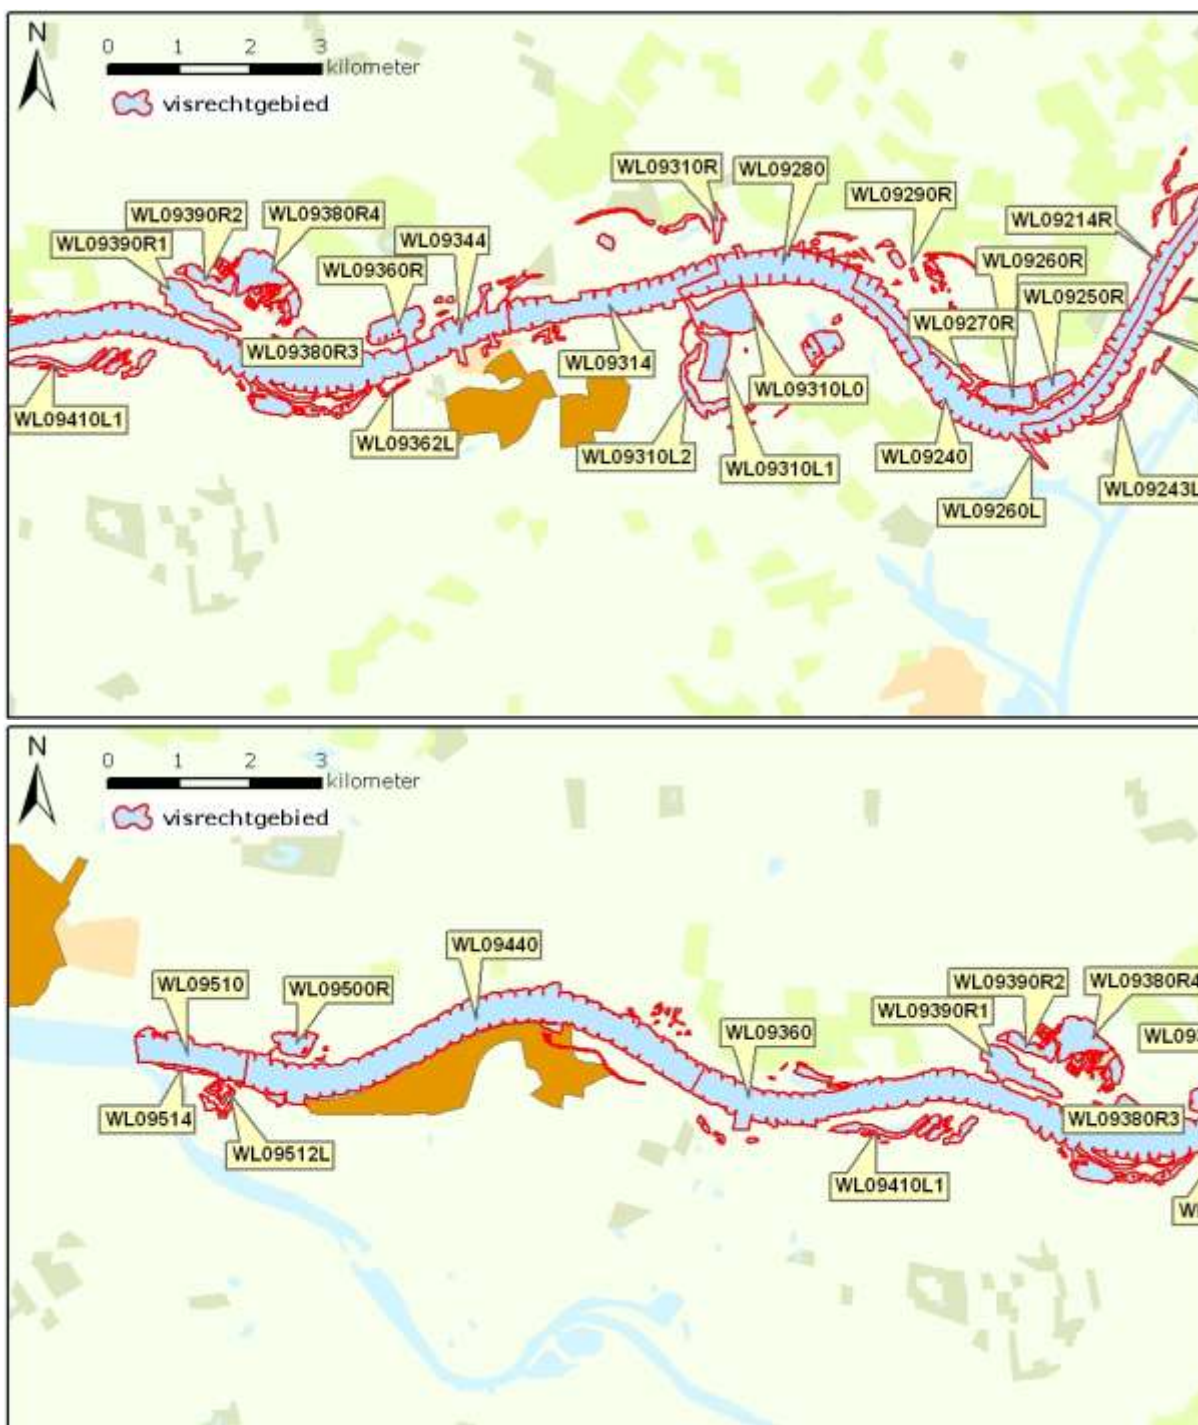 N
0 1 2 3
kilometer
visrechtgebied
WL09310R
WL09280
WL09290R
WL09390R2
WL09380R4
WL09214R
WL09390R1
WL09344
WL09260R
WL09360R
WL09250R
WL09270R
WL09380R3
WL09314
WL09310L0
WL09410L1
WL09362L
WL09310L2
WL09240
WL09310L1
WL09243L
WL09260L
N
0 1 2 3
kilometer
visrechtgebied
WL09440
WL09510
WL09500R
WL09390R2
WL09380R4
WL09390R1
WL09360
WL093
WL09514
WL09380R3
WL09512L
WL09410L1